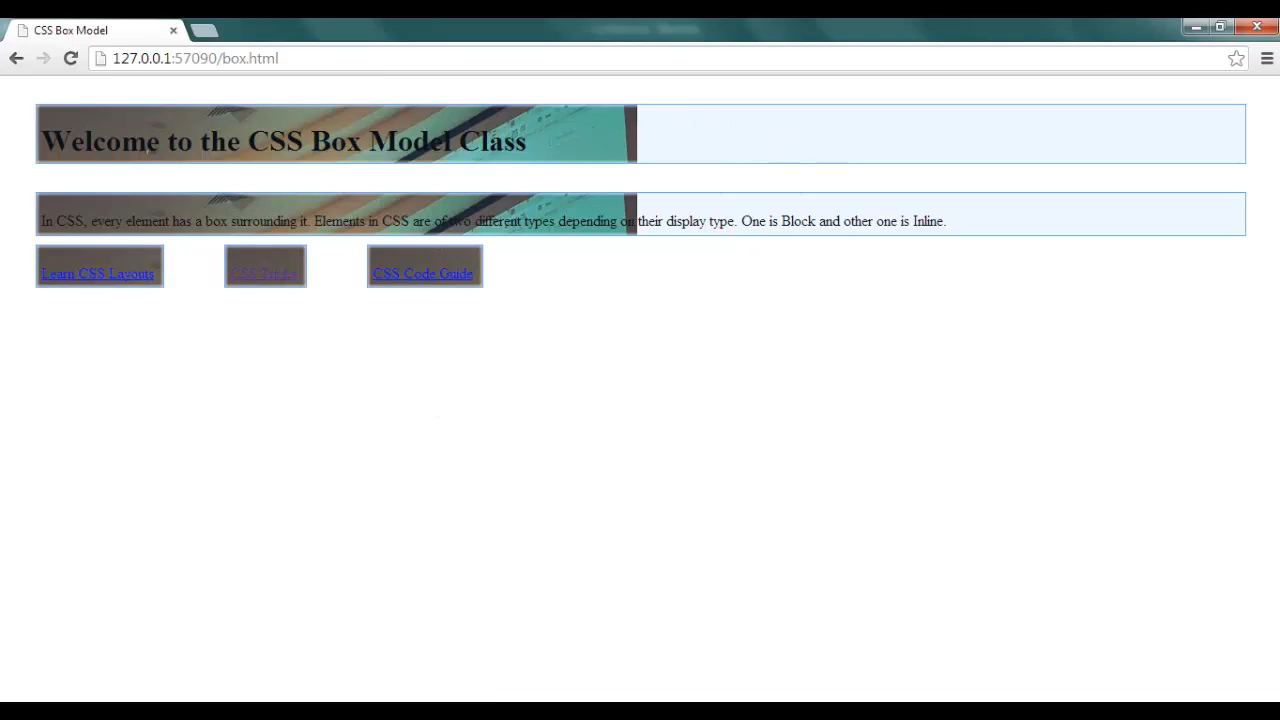 CSS Box Model
127.0.0.1:57090/box.html
Welcome to the CSS Box Model Class
In CSS, every element has a box surrounding it. Elements in CSS are of two different types depending on their display type. One is Block and other one is Inline.
Learn CSS Layouts CSS Tricks CSS Code Guide